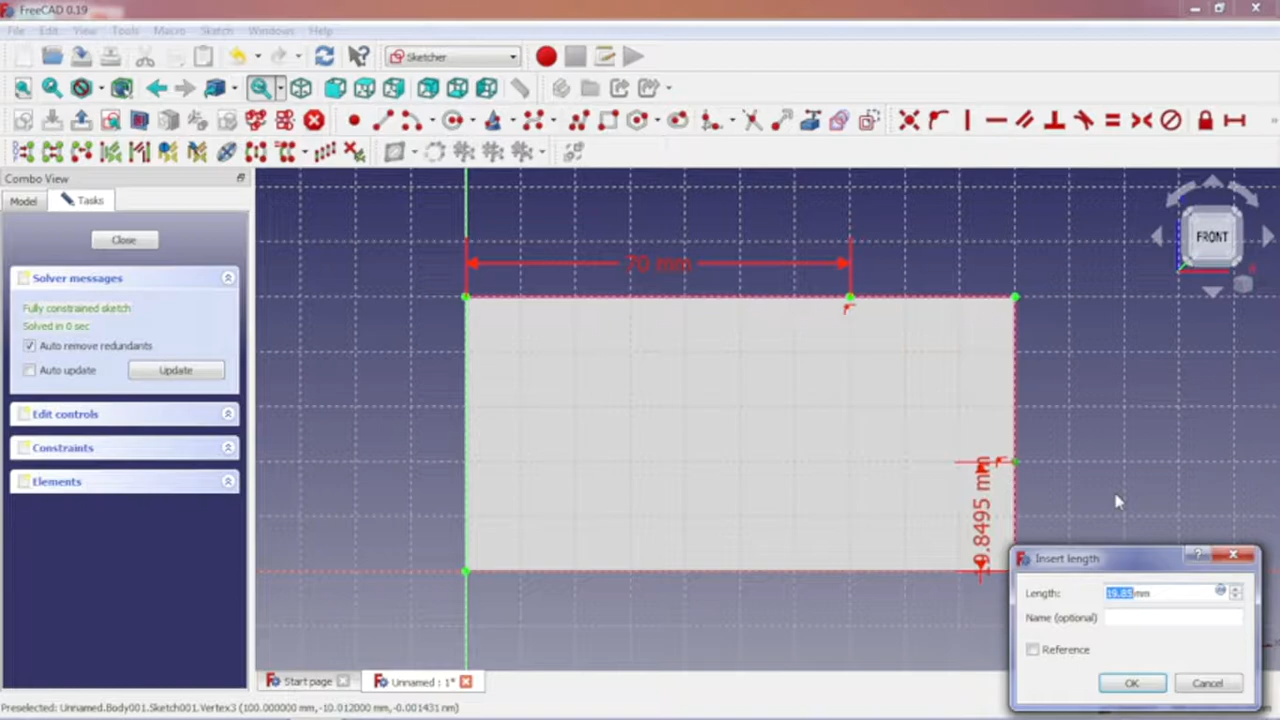 FreeCAD 0.19
File Edit View Tools Macro Sketch Windows Help
Sketcher
Combo View
Model Tasks
Close
Solver messages
Fully constrained sketch
Solved in 0 sec
Auto remove redundants
Auto update Update
Edit controls
Constraints
Elements
70 mm
FRONT
9.8495 mm
Insert length
Length: 19.85 mm
Name (optional)
Reference
OK Cancel
Start page Unnamed : 1*
Preselected: Unnamed.Body001.Sketch001.Vertex3 (100.000000 mm,-10.012000 mm,-0.001431 nm)